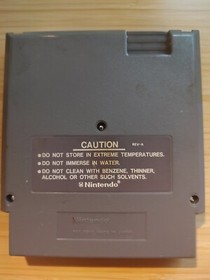 CAUTION
REV-A
●DO NOT STORE IN EXTREME TEMPERATURES.
●DO NOT IMMERSE IN WATER.
●DO NOT CLEAN WITH BENZENE, THINNER,
ALCOHOL OR OTHER SUCH SOLVENTS.
Nintendo®